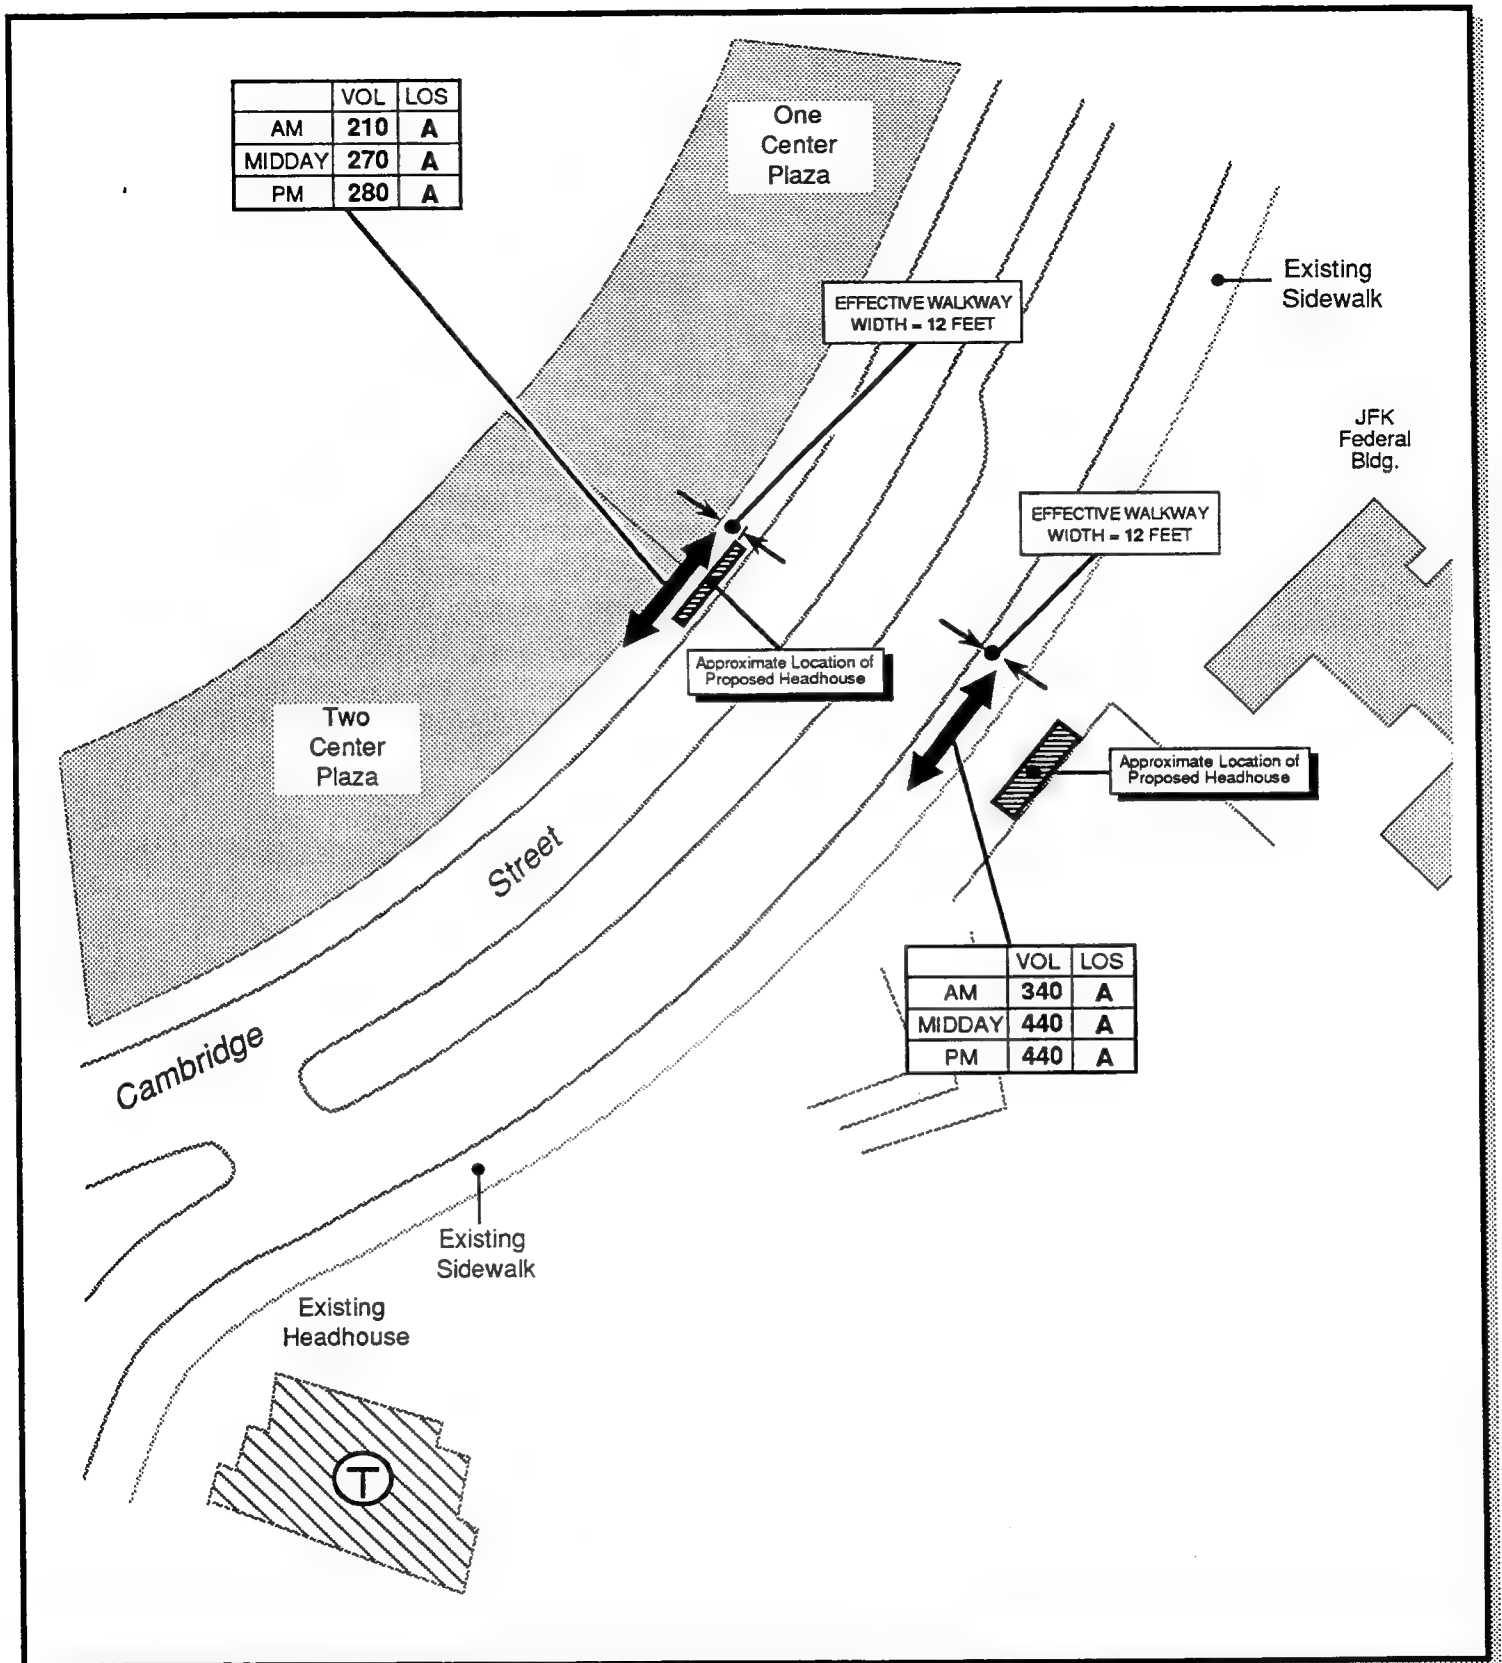 VOL LOS
AM 210 A
MIDDAY 270 A
PM 280 A
One
Center
Plaza
EFFECTIVE WALKWAY
WIDTH = 12 FEET
Existing
Sidewalk
JFK
Federal
Bldg.
EFFECTIVE WALKWAY
WIDTH = 12 FEET
Approximate Location of
Proposed Headhouse
Two
Center
Plaza
Approximate Location of
Proposed Headhouse
Cambridge Street
VOL LOS
AM 340 A
MIDDAY 440 A
PM 440 A
Existing
Sidewalk
Existing
Headhouse
T